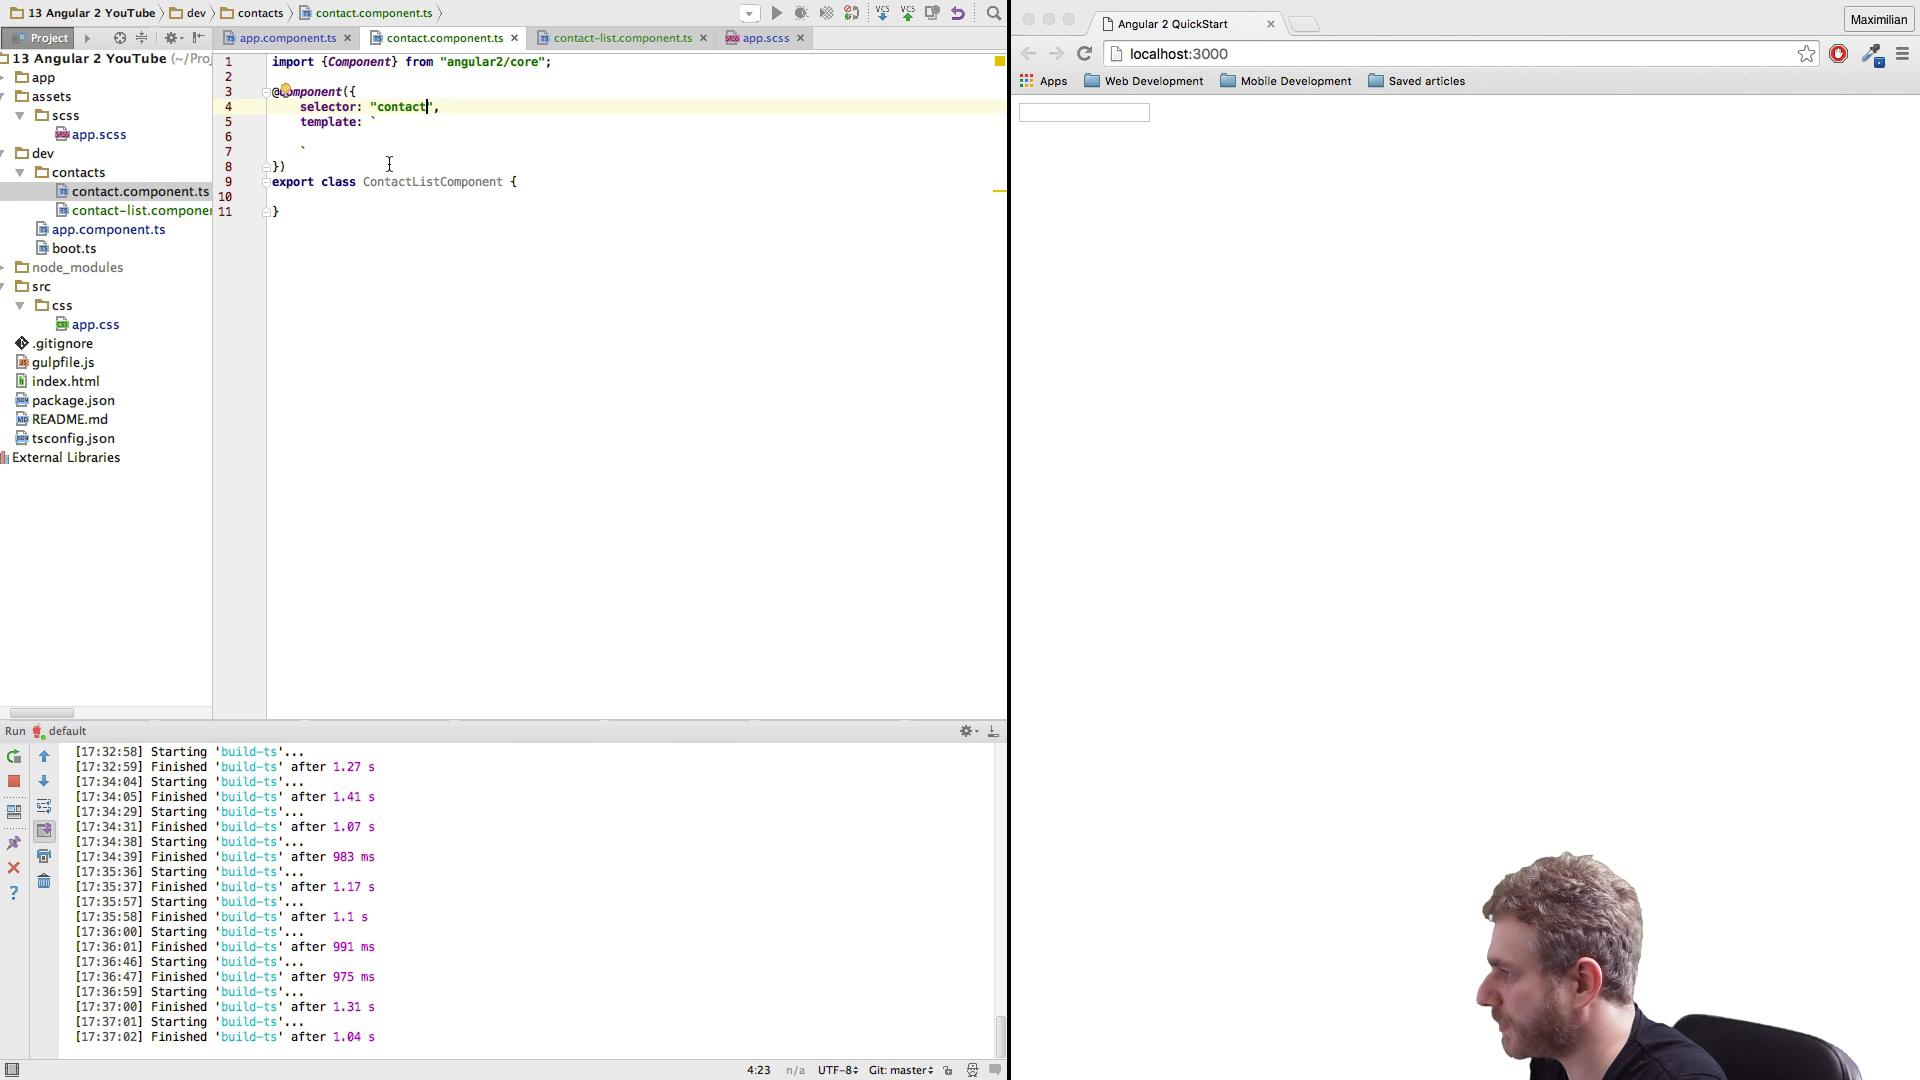 13 Angular 2 YouTube dev contacts contact.component.ts
Project
app.component.ts contact.component.ts contact-list.component.ts app.scss
13 Angular 2 YouTube (~/Proj
app
assets
scss
app.scss
dev
contacts
contact.component.ts
contact-list.componen
app.component.ts
boot.ts
node_modules
src
css
app.css
.gitignore
gulpfile.js
index.html
package.json
README.md
tsconfig.json
External Libraries
1 import {Component} from "angular2/core";
2
3 @Component({
4 selector: "contact",
5 template: `
6
7 `
8 })
9 export class ContactListComponent {
10
11 }
Angular 2 QuickStart
Maximilian
localhost:3000
Apps Web Development Mobile Development Saved articles
Run default
[17:32:58] Starting 'build-ts'...
[17:32:59] Finished 'build-ts' after 1.27 s
[17:34:04] Starting 'build-ts'...
[17:34:05] Finished 'build-ts' after 1.41 s
[17:34:29] Starting 'build-ts'...
[17:34:31] Finished 'build-ts' after 1.07 s
[17:34:38] Starting 'build-ts'...
[17:34:39] Finished 'build-ts' after 983 ms
[17:35:36] Starting 'build-ts'...
[17:35:37] Finished 'build-ts' after 1.17 s
[17:35:57] Starting 'build-ts'...
[17:35:58] Finished 'build-ts' after 1.1 s
[17:36:00] Starting 'build-ts'...
[17:36:01] Finished 'build-ts' after 991 ms
[17:36:46] Starting 'build-ts'...
[17:36:47] Finished 'build-ts' after 975 ms
[17:36:59] Starting 'build-ts'...
[17:37:00] Finished 'build-ts' after 1.31 s
[17:37:01] Starting 'build-ts'...
[17:37:02] Finished 'build-ts' after 1.04 s
4:23 n/a UTF-8 Git: master